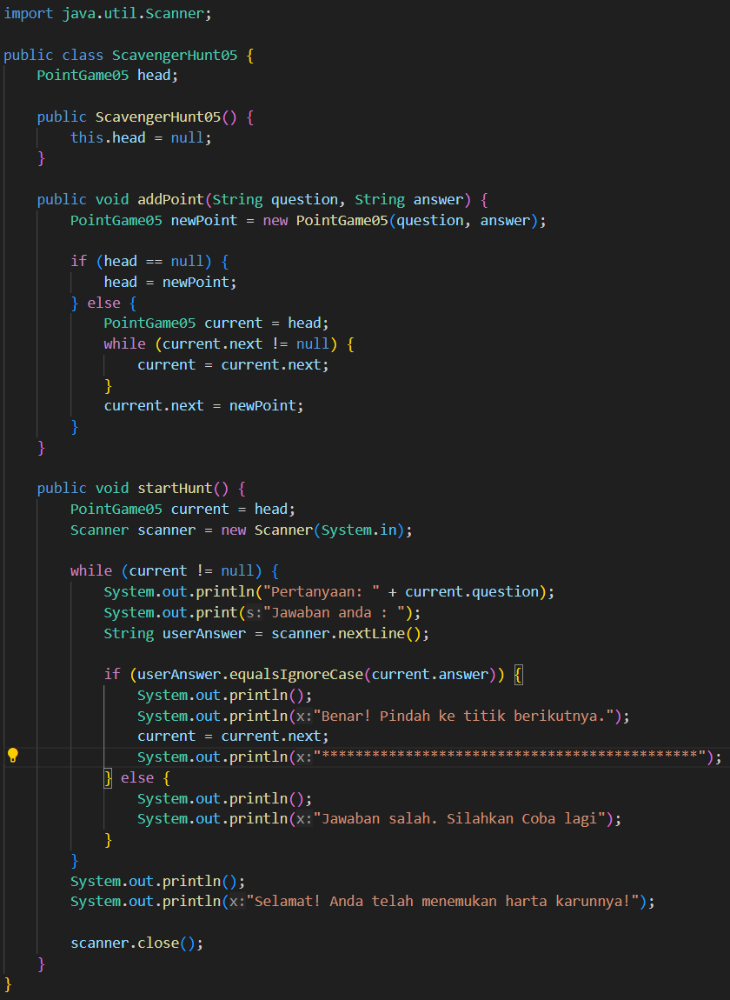 import java.util.Scanner;
public class ScavengerHunt05 {
PointGame05 head;
public ScavengerHunt05() {
this.head = null;
}
public void addPoint(String question, String answer) {
PointGame05 newPoint = new PointGame05(question, answer);
if (head == null) {
head = newPoint;
} else {
PointGame05 current = head;
while (current.next != null) {
current = current.next;
}
current.next = newPoint;
}
}
public void startHunt() {
PointGame05 current = head;
Scanner scanner = new Scanner(System.in);
while (current != null) {
System.out.println("Pertanyaan: " + current.question);
System.out.print(s:"Jawaban anda : ");
String userAnswer = scanner.nextLine();
if (userAnswer.equalsIgnoreCase(current.answer)) {
System.out.println();
System.out.println(x:"Benar! Pindah ke titik berikutnya.");
current = current.next;
System.out.println(x:"*********************************************");
} else {
System.out.println();
System.out.println(x:"Jawaban salah. Silahkan Coba lagi");
}
}
System.out.println();
System.out.println(x:"Selamat! Anda telah menemukan harta karunnya!");
scanner.close();
}
}